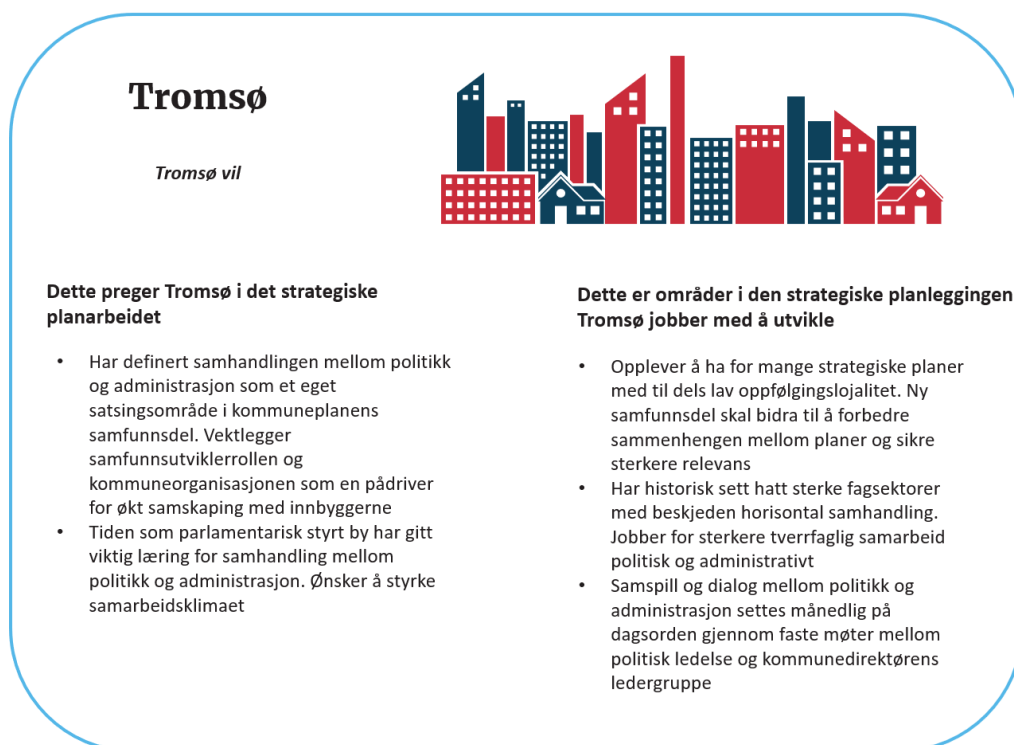 Tromsø
Tromsø vil
Dette preger Tromsø i det strategiske
planarbeidet
• Har definert samhandlingen mellom politikk
og administrasjon som et eget
satsingsområde i kommuneplanens
samfunnsdel. Vektlegger
samfunnsutviklerrollen og
kommuneorganisasjonen som en pådriver
for økt samskaping med innbyggerne
• Tiden som parlamentarisk styrt by har gitt
viktig læring for samhandling mellom
politikk og administrasjon. Ønsker å styrke
samarbeidsklimaet
Dette er områder i den strategiske planleggingen
Tromsø jobber med å utvikle
• Opplever å ha for mange strategiske planer
med til dels lav oppfølgingslojalitet. Ny
samfunnsdel skal bidra til å forbedre
sammenhengen mellom planer og sikre
sterkere relevans
• Har historisk sett hatt sterke fagsektorer
med beskjeden horisontal samhandling.
Jobber for sterkere tverrfaglig samarbeid
politisk og administrativt
• Samspill og dialog mellom politikk og
administrasjon settes månedlig på
dagsorden gjennom faste møter mellom
politisk ledelse og kommunedirektørens
ledergruppe